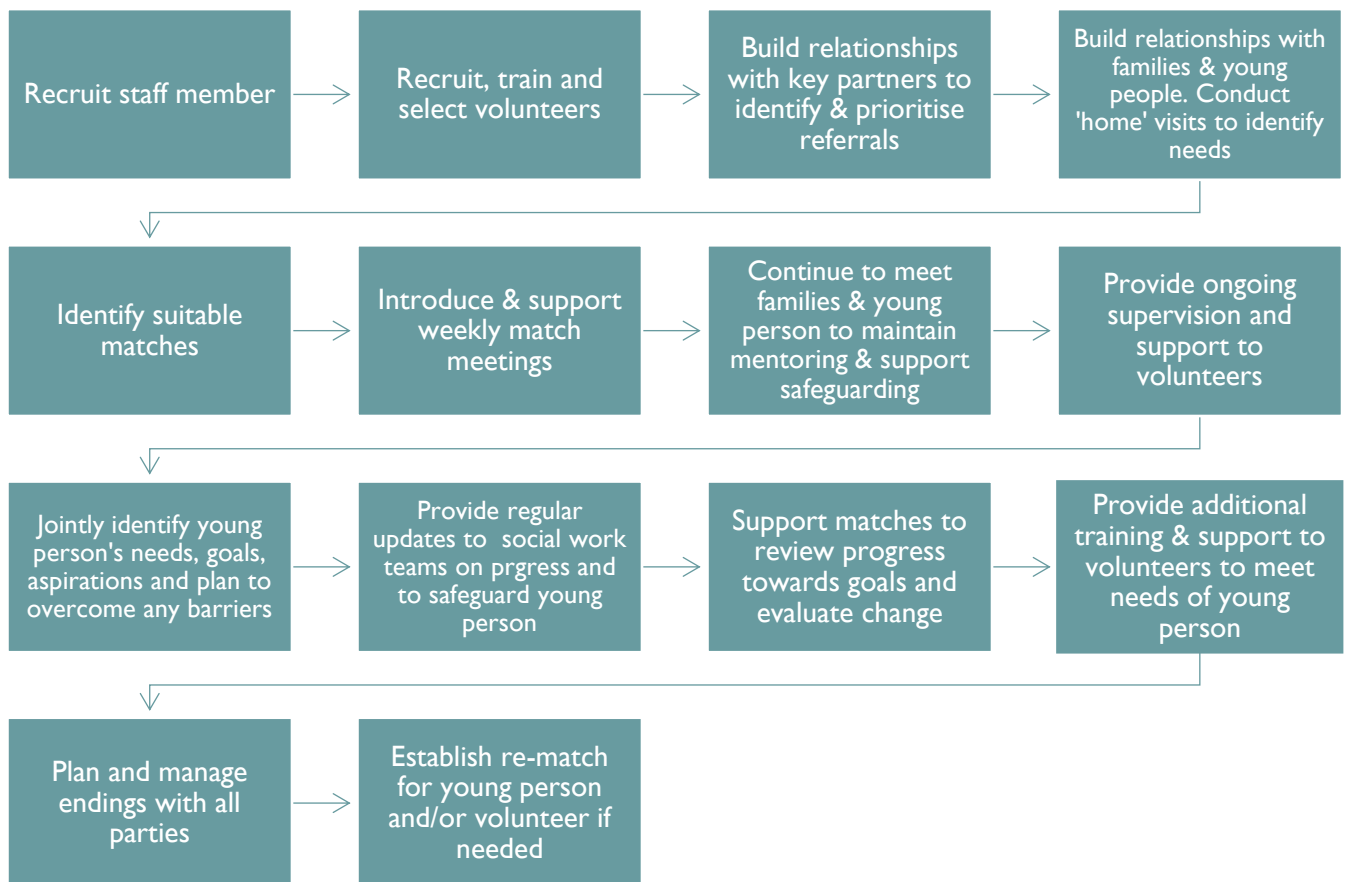 Recruit staff member
Recruit, train and
select volunteers
Build relationships
with key partners to
identify & prioritise
referrals
Build relationships with
families & young
people. Conduct
'home' visits to identify
needs
Identify suitable
matches
Introduce & support
weekly match
meetings
Continue to meet
families & young
person to maintain
mentoring & support
safeguarding
Provide ongoing
supervision and
support to
volunteers
Jointly identify young
person's needs, goals,
aspirations and plan to
overcome any barriers
Provide regular
updates to social work
teams on prgress and
to safeguard young
person
Support matches to
review progress
towards goals and
evaluate change
Provide additional
training & support to
volunteers to meet
needs of young
person
Plan and manage
endings with all
parties
Establish re-match
for young person
and/or volunteer if
needed